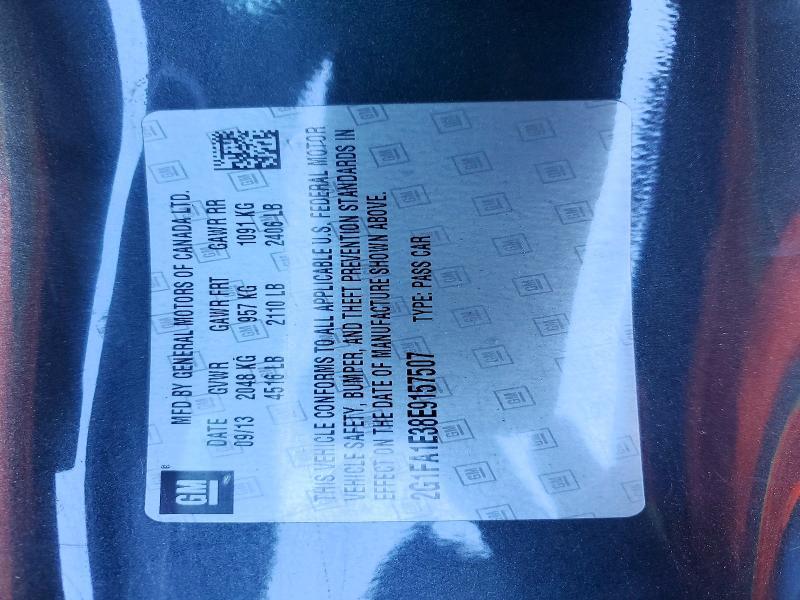 GM
MFD BY GENERAL MOTORS OF CANADA LTD.
DATE GVWR GAWR FRT GAWR RR
09/13 2048 KG 957 KG 1091 KG
4516 LB 2110 LB 2406 LB
THIS VEHICLE CONFORMS TO ALL APPLICABLE U.S. FEDERAL MOTOR
VEHICLE SAFETY, BUMPER, AND THEFT PREVENTION STANDARDS IN
EFFECT ON THE DATE OF MANUFACTURE SHOWN ABOVE.
2G1FA1E38E9157507 TYPE: PASS CAR